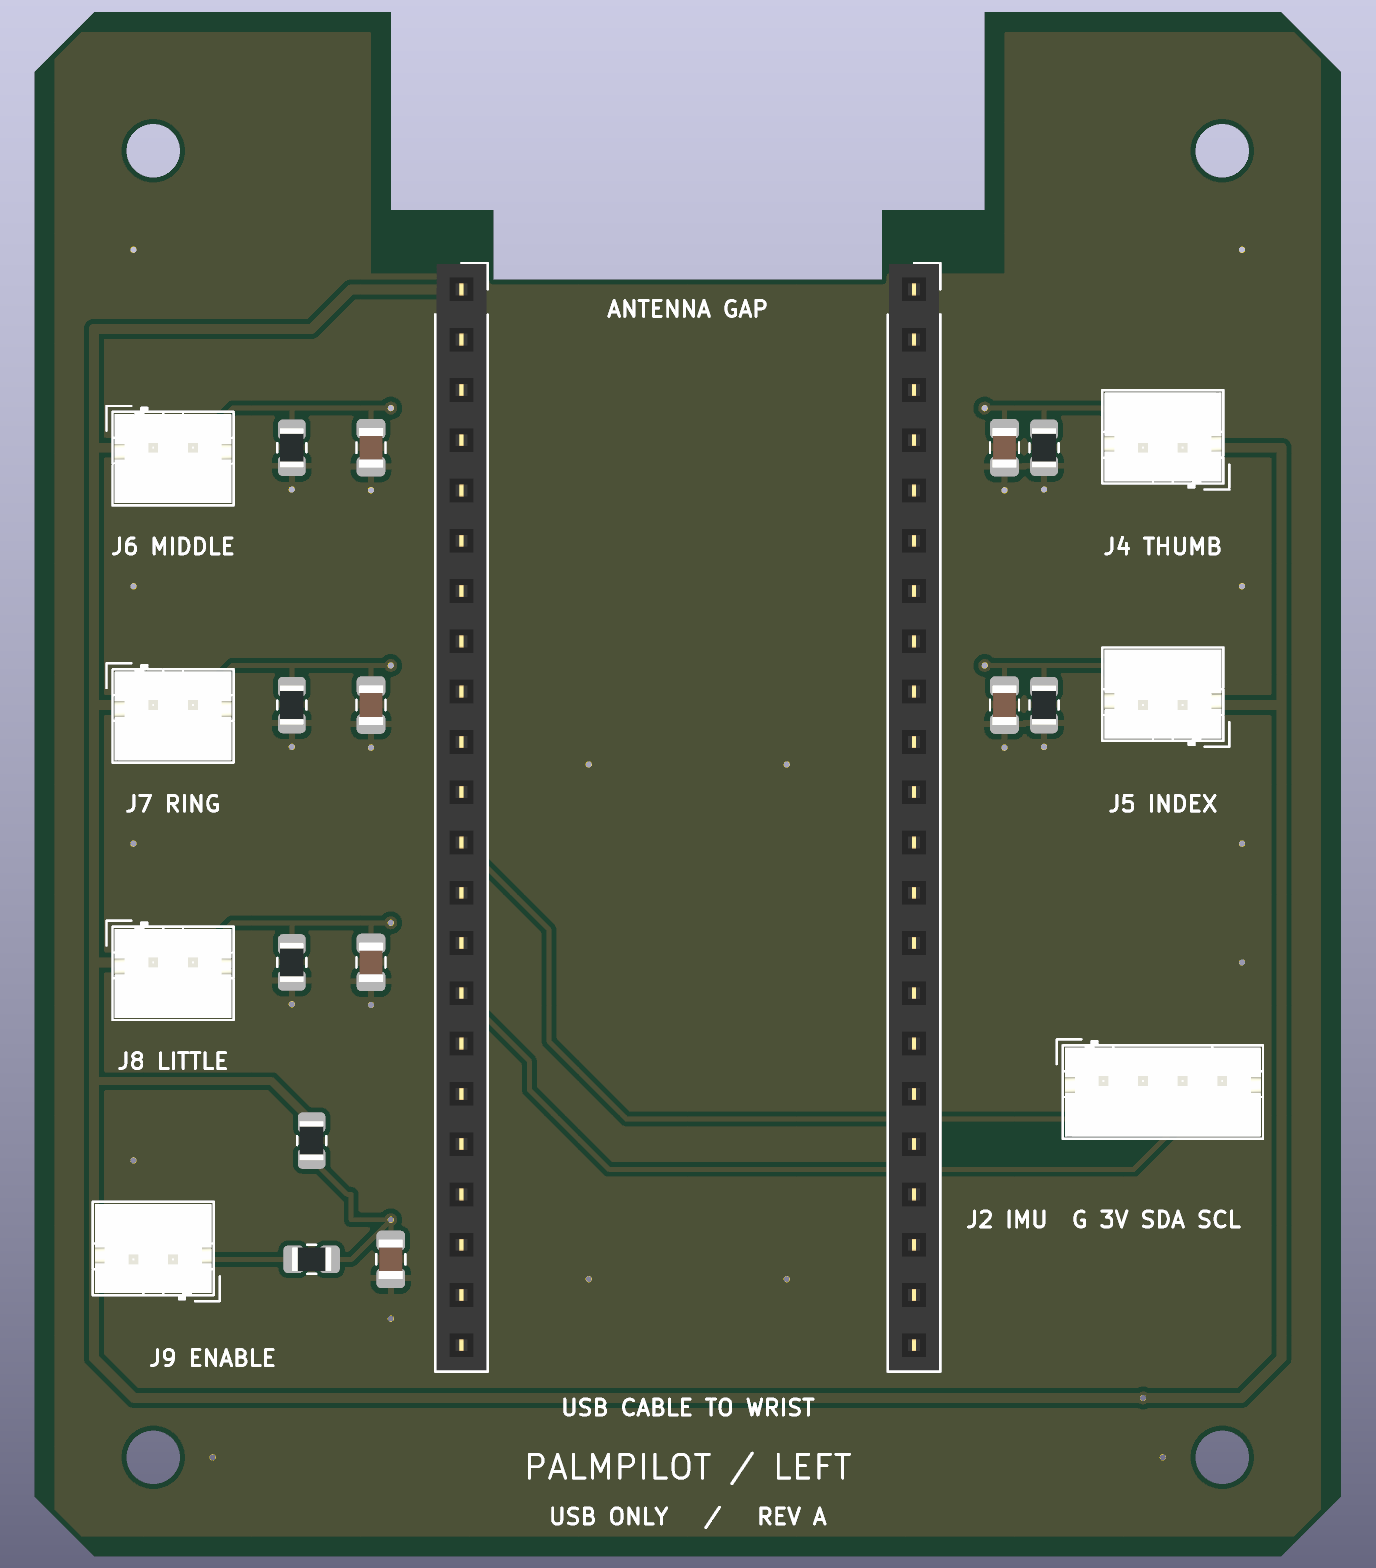 ANTENNA GAP
J6 MIDDLE
J4 THUMB
J7 RING
J5 INDEX
J8 LITTLE
J2 IMU G 3V SDA SCL
J9 ENABLE
USB CABLE TO WRIST
PALMPILOT / LEFT
USB ONLY / REV A